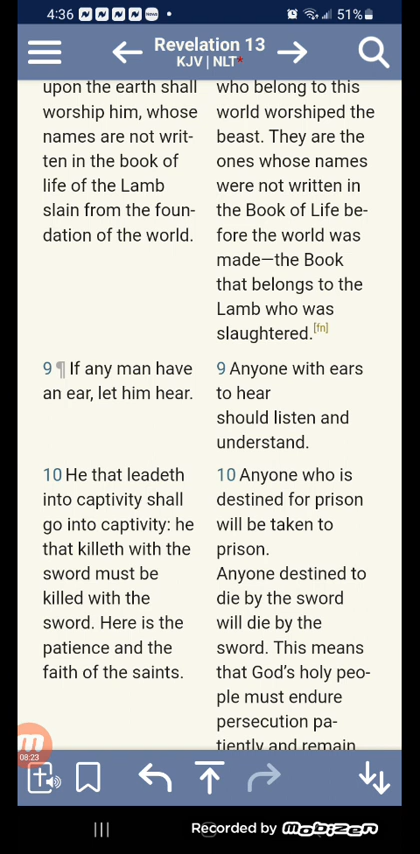 4:36
51%
Revelation 13
KJV | NLT*
upon the earth shall
worship him, whose
names are not writ-
ten in the book of
life of the Lamb
slain from the foun-
dation of the world.
who belong to this
world worshiped the
beast. They are the
ones whose names
were not written in
the Book of Life be-
fore the world was
made—the Book
that belongs to the
Lamb who was
slaughtered.[fn]
9 ¶ If any man have
an ear, let him hear.
9 Anyone with ears
to hear
should listen and
understand.
10 He that leadeth
into captivity shall
go into captivity: he
that killeth with the
sword must be
killed with the
sword. Here is the
patience and the
faith of the saints.
10 Anyone who is
destined for prison
will be taken to
prison.
Anyone destined to
die by the sword
will die by the
sword. This means
that God's holy peo-
ple must endure
persecution pa-
tiently and remain
08:23
Recorded by Mobizen